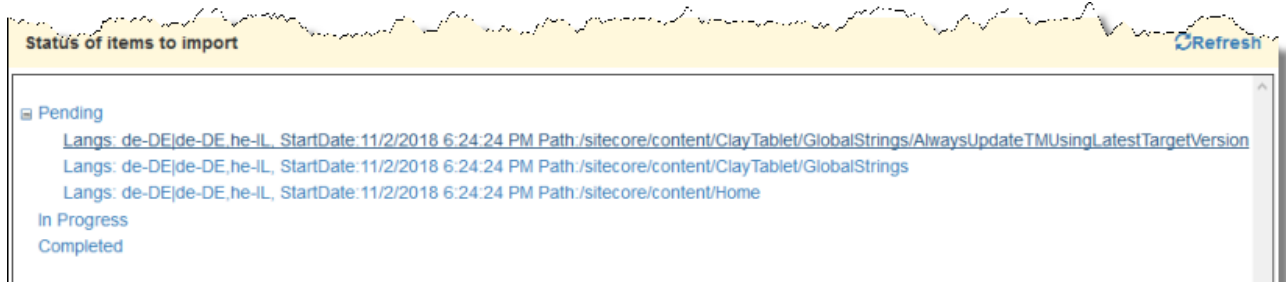 Status of items to import
Refresh
Pending
Langs: de-DE|de-DE,he-IL, StartDate:11/2/2018 6:24:24 PM Path:/sitecore/content/ClayTablet/GlobalStrings/AlwaysUpdateTMUsingLatestTargetVersion
Langs: de-DE|de-DE,he-IL, StartDate:11/2/2018 6:24:24 PM Path:/sitecore/content/ClayTablet/GlobalStrings
Langs: de-DE|de-DE,he-IL, StartDate:11/2/2018 6:24:24 PM Path:/sitecore/content/Home
In Progress
Completed